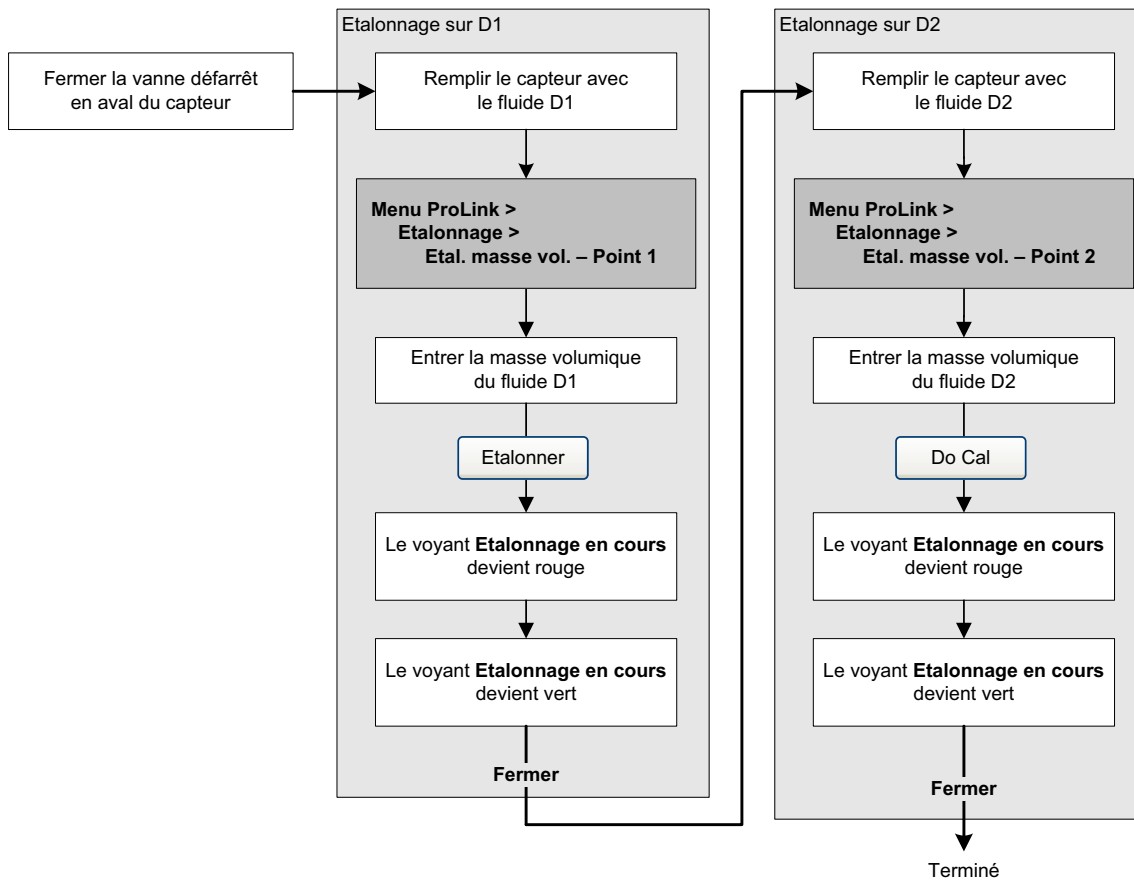 Fermer la vanne défarrêt
en aval du capteur
Etalonnage sur D1
Remplir le capteur avec
le fluide D1
Menu ProLink >
Etalonnage >
Etal. masse vol. – Point 1
Entrer la masse volumique
du fluide D1
Etalonner
Le voyant Etalonnage en cours
devient rouge
Le voyant Etalonnage en cours
devient vert
Fermer
Etalonnage sur D2
Remplir le capteur avec
le fluide D2
Menu ProLink >
Etalonnage >
Etal. masse vol. – Point 2
Entrer la masse volumique
du fluide D2
Do Cal
Le voyant Etalonnage en cours
devient rouge
Le voyant Etalonnage en cours
devient vert
Fermer
Terminé